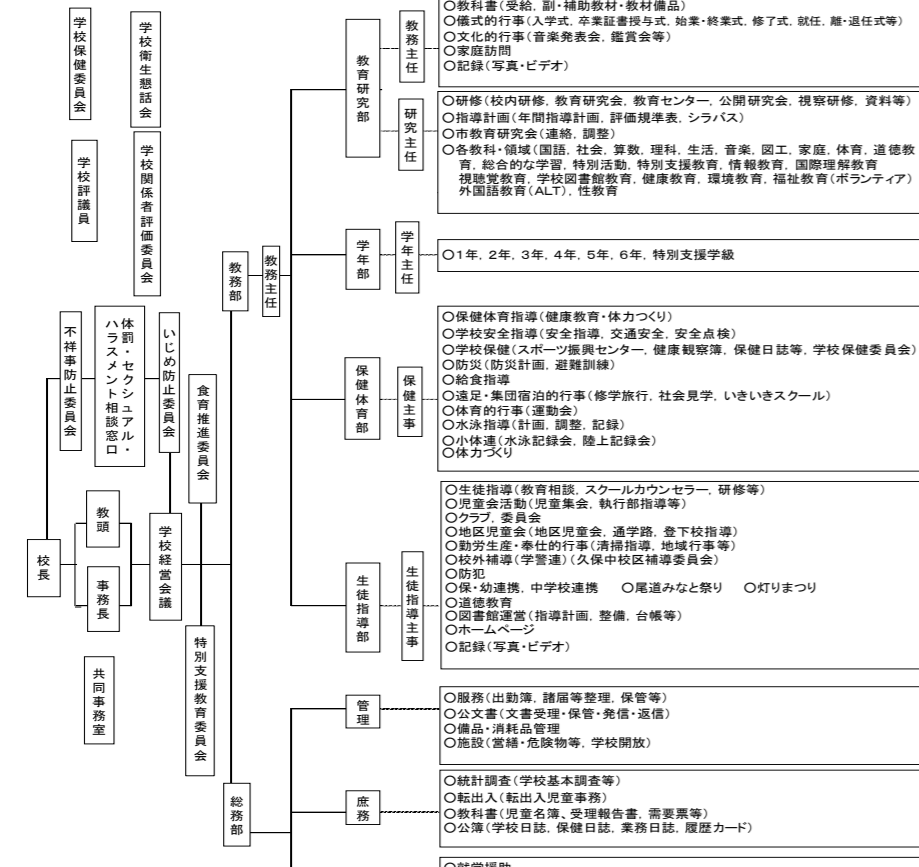 学校保健委員会
学校衛生懇話会
学校評議員
学校関係者評価委員会
不祥事防止委員会
体罰・セクシュアル・
ハラスメント相談窓口
いじめ防止委員会
食育推進委員会
校長
教頭
事務長
学校経営会議
共同事務室
特別支援教育委員会
教務部
教務主任
総務部
教育研究部
教務主任
○教科書(受給, 副・補助教材・教材備品)
○儀式的行事(入学式, 卒業証書授与式, 始業・終業式, 修了式, 就任, 離・退任式等)
○文化的行事(音楽発表会, 鑑賞会等)
○家庭訪問
○記録(写真・ビデオ)
研究主任
○研修(校内研修, 教育研究会, 教育センター, 公開研究会, 視察研修, 資料等)
○指導計画(年間指導計画, 評価規準表, シラバス)
○市教育研究会(連絡, 調整)
○各教科・領域(国語, 社会, 算数, 理科, 生活, 音楽, 図工, 家庭, 体育, 道徳教
育, 総合的な学習, 特別活動, 特別支援教育, 情報教育, 国際理解教育
視聴覚教育, 学校図書館教育, 健康教育, 環境教育, 福祉教育(ボランティア)
外国語教育(ALT), 性教育
学年部
学年主任
○1年, 2年, 3年, 4年, 5年, 6年, 特別支援学級
保健体育部
保健主事
○保健体育指導(健康教育・体力つくり)
○学校安全指導(安全指導, 交通安全, 安全点検)
○学校保健(スポーツ振興センター, 健康観察簿, 保健日誌等, 学校保健委員会)
○防災(防災計画, 避難訓練)
○給食指導
○遠足・集団宿泊的行事(修学旅行, 社会見学, いきいきスクール)
○体育的行事(運動会)
○水泳指導(計画, 調整, 記録)
○小体連(水泳記録会, 陸上記録会)
○体力づくり
生徒指導部
生徒指導主事
○生徒指導(教育相談, スクールカウンセラー, 研修等)
○児童会活動(児童集会, 執行部指導等)
○クラブ, 委員会
○地区児童会(地区児童会, 通学路, 登下校指導)
○勤労生産・奉仕的行事(清掃指導, 地域行事等)
○校外補導(学警連)(久保中校区補導委員会)
○防犯
○保・幼連携, 中学校連携 ○尾道みなと祭り ○灯りまつり
○道徳教育
○図書館運営(指導計画, 整備, 台帳等)
○ホームページ
○記録(写真・ビデオ)
管理
○服務(出勤簿, 諸届等整理, 保管等)
○公文書(文書受理・保管・発信・返信)
○備品・消耗品管理
○施設(営繕・危険物等, 学校開放)
庶務
○統計調査(学校基本調査等)
○転出入(転出入児童事務)
○教科書(児童名簿、受理報告書, 需要票等)
○公簿(学校日誌, 保健日誌, 業務日誌, 履歴カード)
○就学援助